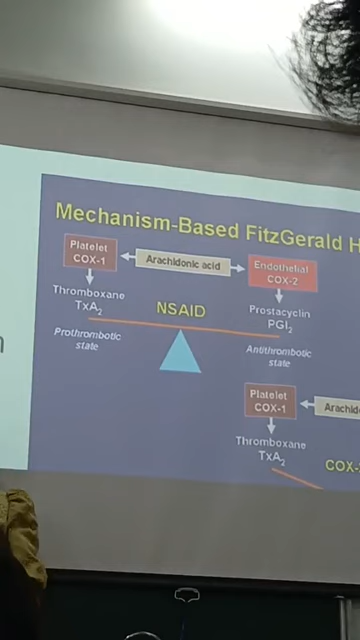 Mechanism-Based FitzGerald H
Platelet
COX-1
Arachidonic acid
Endothelial
COX-2
Thromboxane
TxA₂
NSAID
Prostacyclin
PGI₂
Prothrombotic
state
Antithrombotic
state
Platelet
COX-1
Arachid
Thromboxane
TxA₂
COX-
n